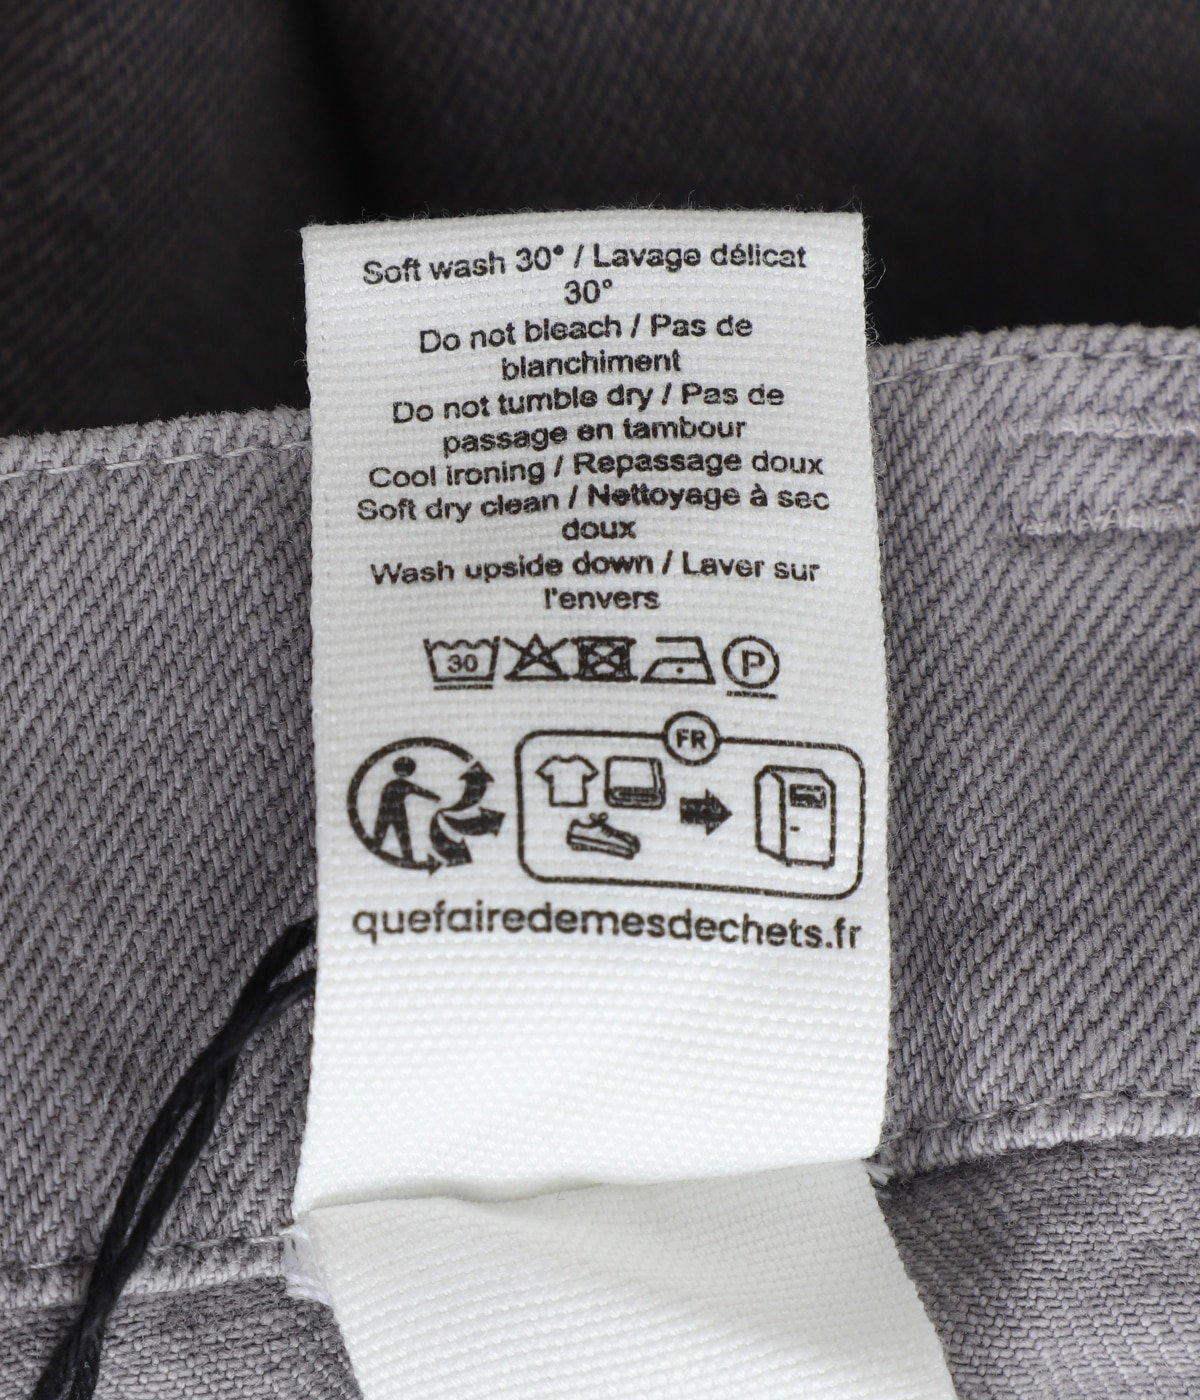 Soft wash 30° / Lavage délicat
30°
Do not bleach / Pas de
blanchiment
Do not tumble dry / Pas de
passage en tambour
Cool ironing / Repassage doux
Soft dry clean / Nettoyage à sec
doux
Wash upside down / Laver sur
l'envers
30 P
FR
quefairedemesdechets.fr